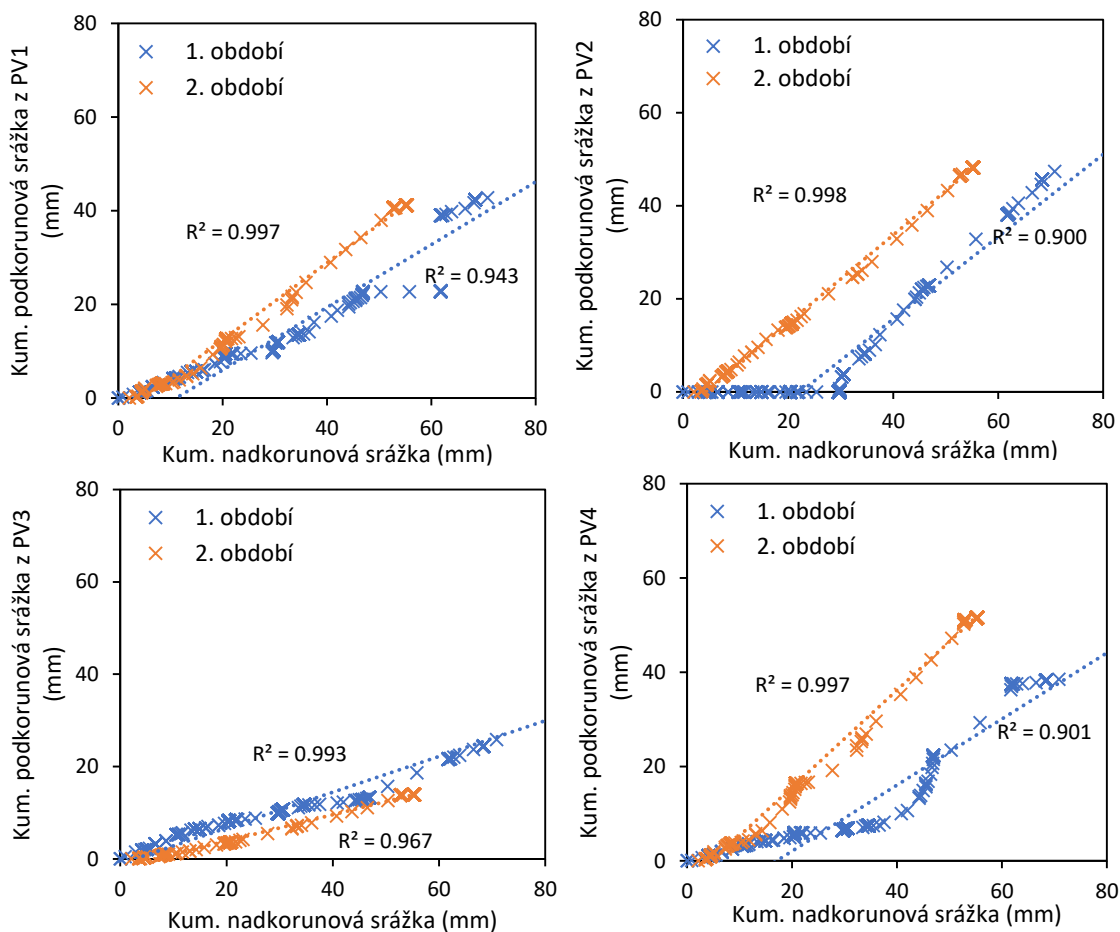 Kum. podkorunová srážka z PV1
(mm)
80
60
40
20
0
1. období
2. období
R² = 0.997
R² = 0.943
0 20 40 60 80
Kum. nadkorunová srážka (mm)
Kum. podkorunová srážka z PV2
(mm)
80
60
40
20
0
1. období
2. období
R² = 0.998
R² = 0.900
0 20 40 60 80
Kum. nadkorunová srážka (mm)
Kum. podkorunová srážka z PV3
(mm)
80
60
40
20
0
1. období
2. období
R² = 0.993
R² = 0.967
0 20 40 60 80
Kum. nadkorunová srážka (mm)
Kum. podkorunová srážka z PV4
(mm)
80
60
40
20
0
1. období
2. období
R² = 0.997
R² = 0.901
0 20 40 60 80
Kum. nadkorunová srážka (mm)